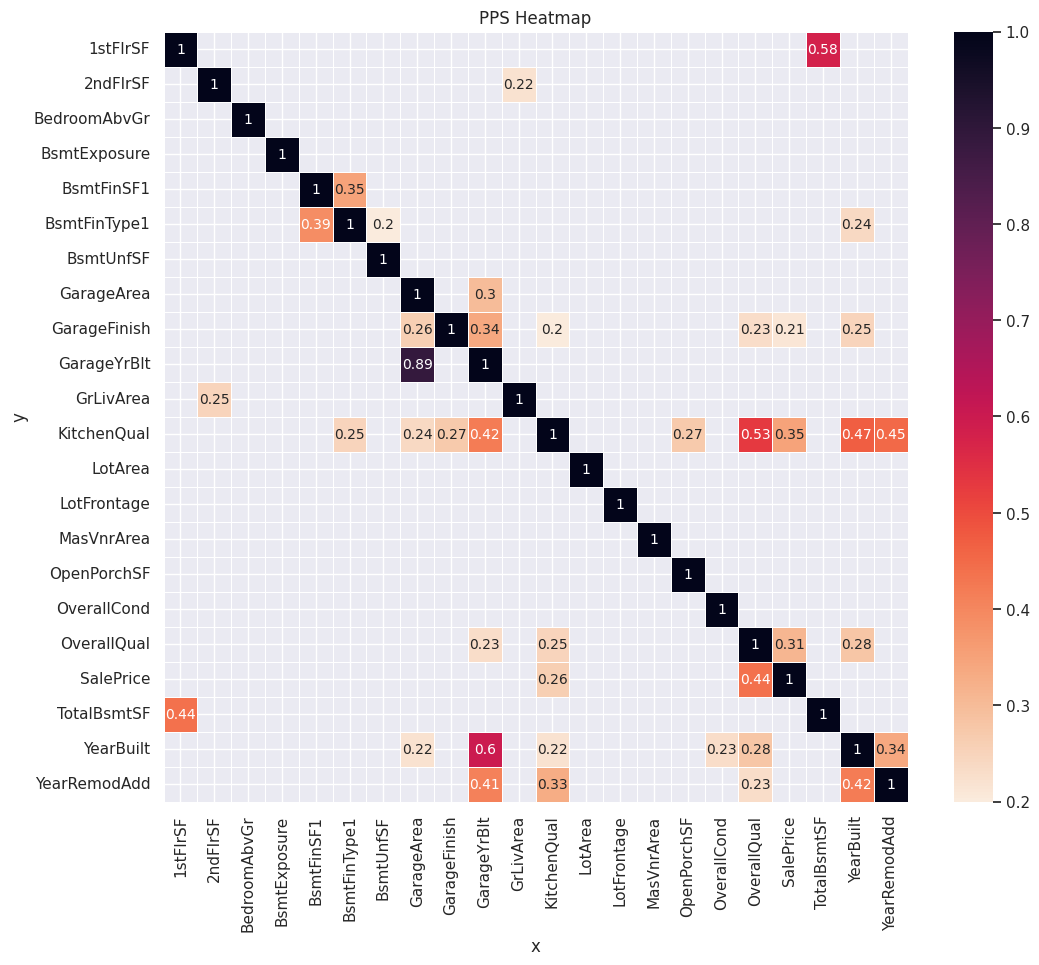 PPS Heatmap
1stFlrSF 1 0.58
2ndFlrSF 1 0.22
BedroomAbvGr 1
BsmtExposure 1
BsmtFinSF1 1 0.35
BsmtFinType1 0.39 1 0.2 0.24
BsmtUnfSF 1
GarageArea 1 0.3
GarageFinish 0.26 1 0.34 0.2 0.23 0.21 0.25
GarageYrBlt 0.89 1
GrLivArea 0.25 1
KitchenQual 0.25 0.24 0.27 0.42 1 0.27 0.53 0.35 0.47 0.45
LotArea 1
LotFrontage 1
MasVnrArea 1
OpenPorchSF 1
OverallCond 1
OverallQual 0.23 0.25 1 0.31 0.28
SalePrice 0.26 0.44 1
TotalBsmtSF 0.44 1
YearBuilt 0.22 0.6 0.22 0.23 0.28 1 0.34
YearRemodAdd 0.41 0.33 0.23 0.42 1
y
1stFlrSF
2ndFlrSF
BedroomAbvGr
BsmtExposure
BsmtFinSF1
BsmtFinType1
BsmtUnfSF
GarageArea
GarageFinish
GarageYrBlt
GrLivArea
KitchenQual
LotArea
LotFrontage
MasVnrArea
OpenPorchSF
OverallCond
OverallQual
SalePrice
TotalBsmtSF
YearBuilt
YearRemodAdd
x
1.0
0.9
0.8
0.7
0.6
0.5
0.4
0.3
0.2